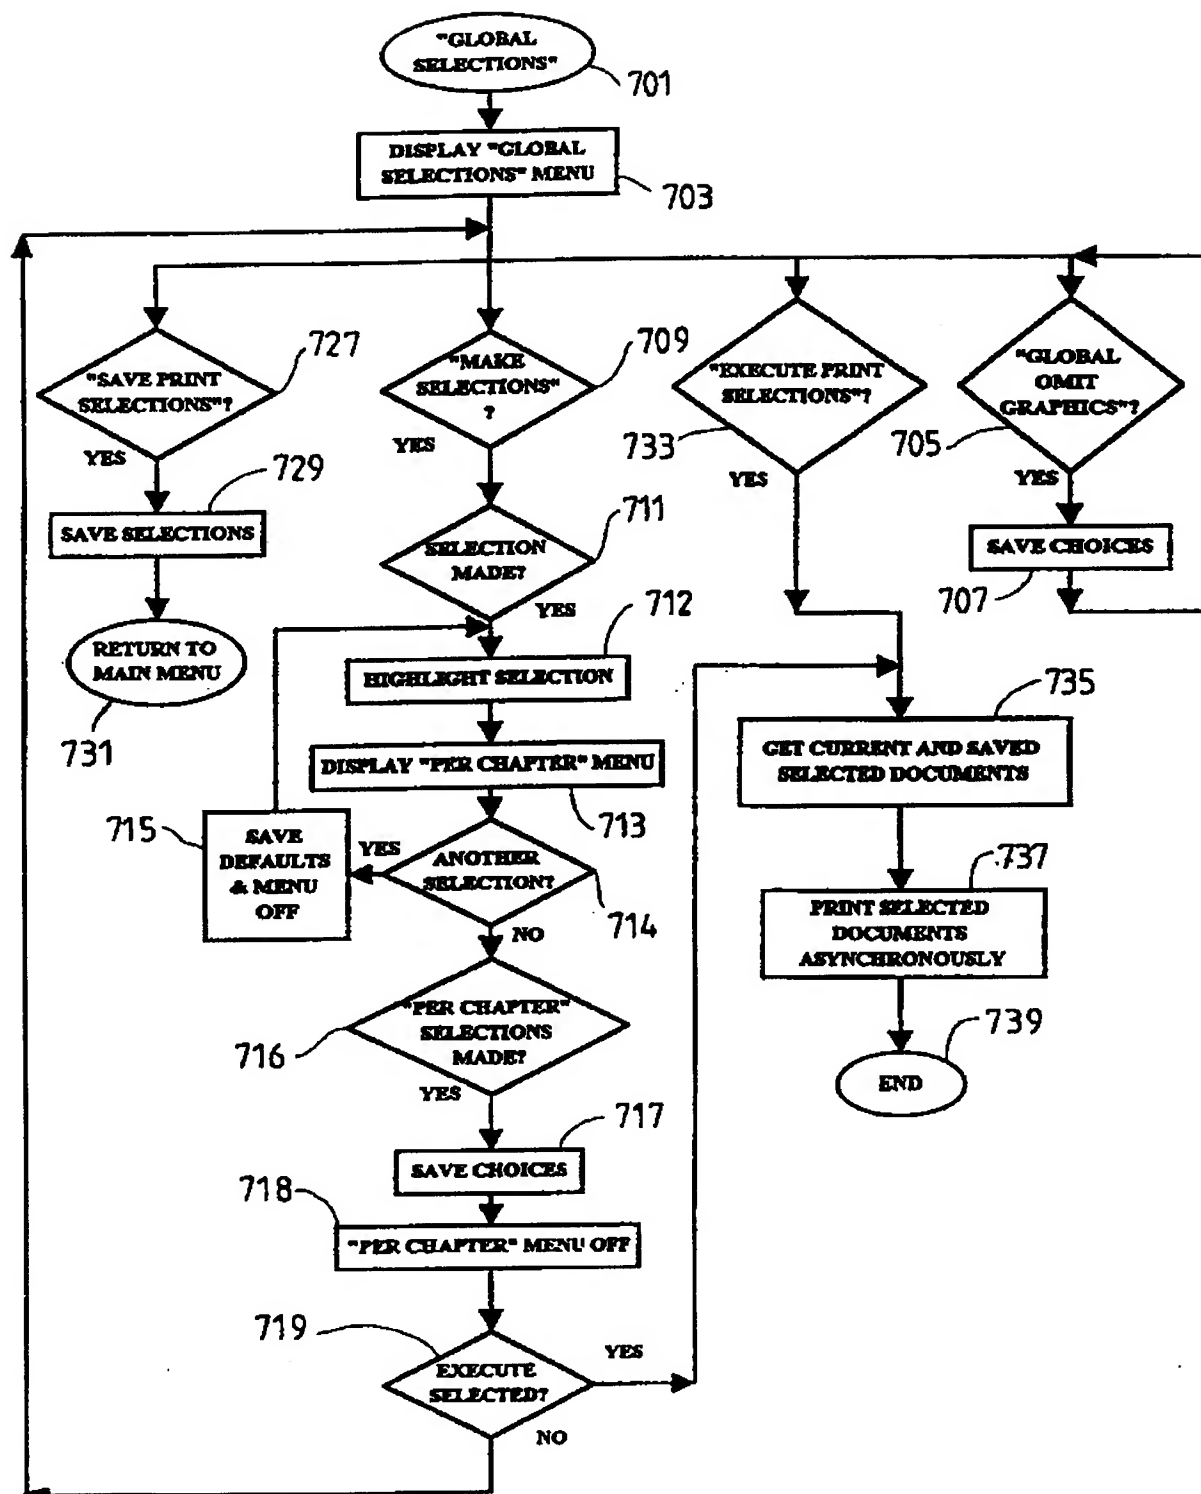 "GLOBAL
SELECTIONS"
701
DISPLAY "GLOBAL
SELECTIONS" MENU
703
"SAVE PRINT
SELECTIONS"?
727
YES
729
SAVE SELECTIONS
RETURN TO
MAIN MENU
731
"MAKE
SELECTIONS"
?
709
YES
711
SELECTION
MADE?
YES
712
HIGHLIGHT SELECTION
DISPLAY "PER CHAPTER" MENU
713
715
SAVE
DEFAULTS
& MENU
OFF
YES
ANOTHER
SELECTION?
714
NO
"PER CHAPTER"
SELECTIONS
MADE?
716
YES
717
SAVE CHOICES
718
"PER CHAPTER" MENU OFF
719
EXECUTE
SELECTED?
YES
NO
"EXECUTE PRINT
SELECTIONS"?
733
YES
"GLOBAL
OMIT
GRAPHICS"?
705
YES
SAVE CHOICES
707
735
GET CURRENT AND SAVED
SELECTED DOCUMENTS
737
PRINT SELECTED
DOCUMENTS
ASYNCHRONOUSLY
739
END